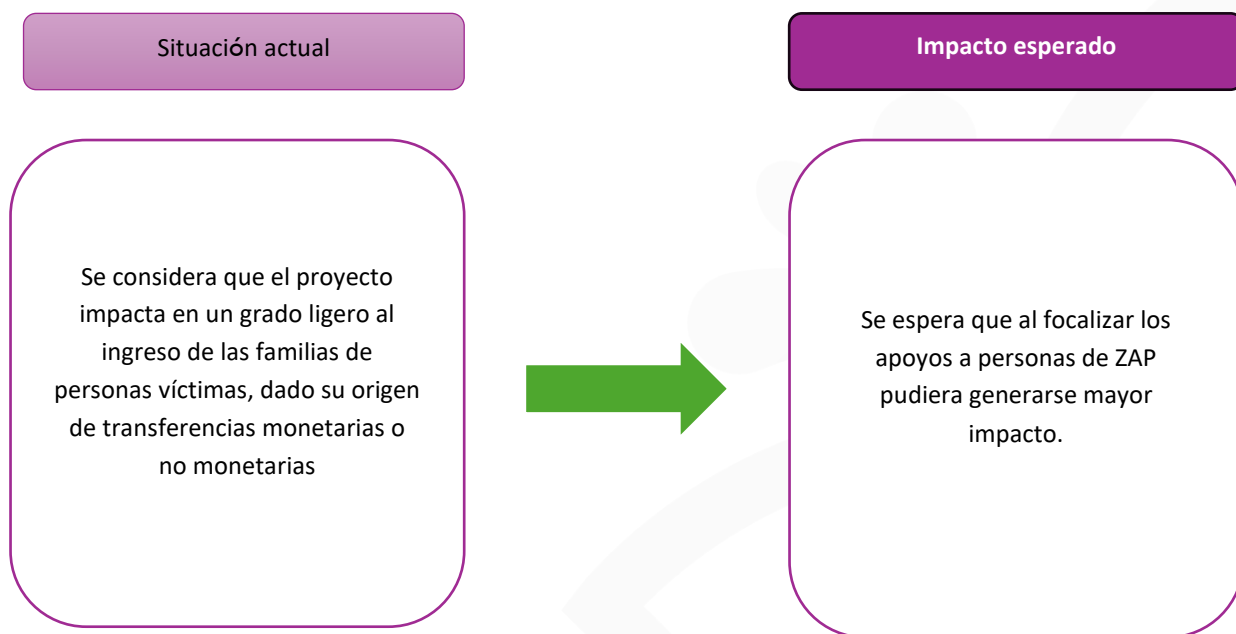 Situación actual
Impacto esperado
Se considera que el proyecto
impacta en un grado ligero al
ingreso de las familias de
personas víctimas, dado su origen
de transferencias monetarias o
no monetarias
Se espera que al focalizar los
apoyos a personas de ZAP
pudiera generarse mayor
impacto.